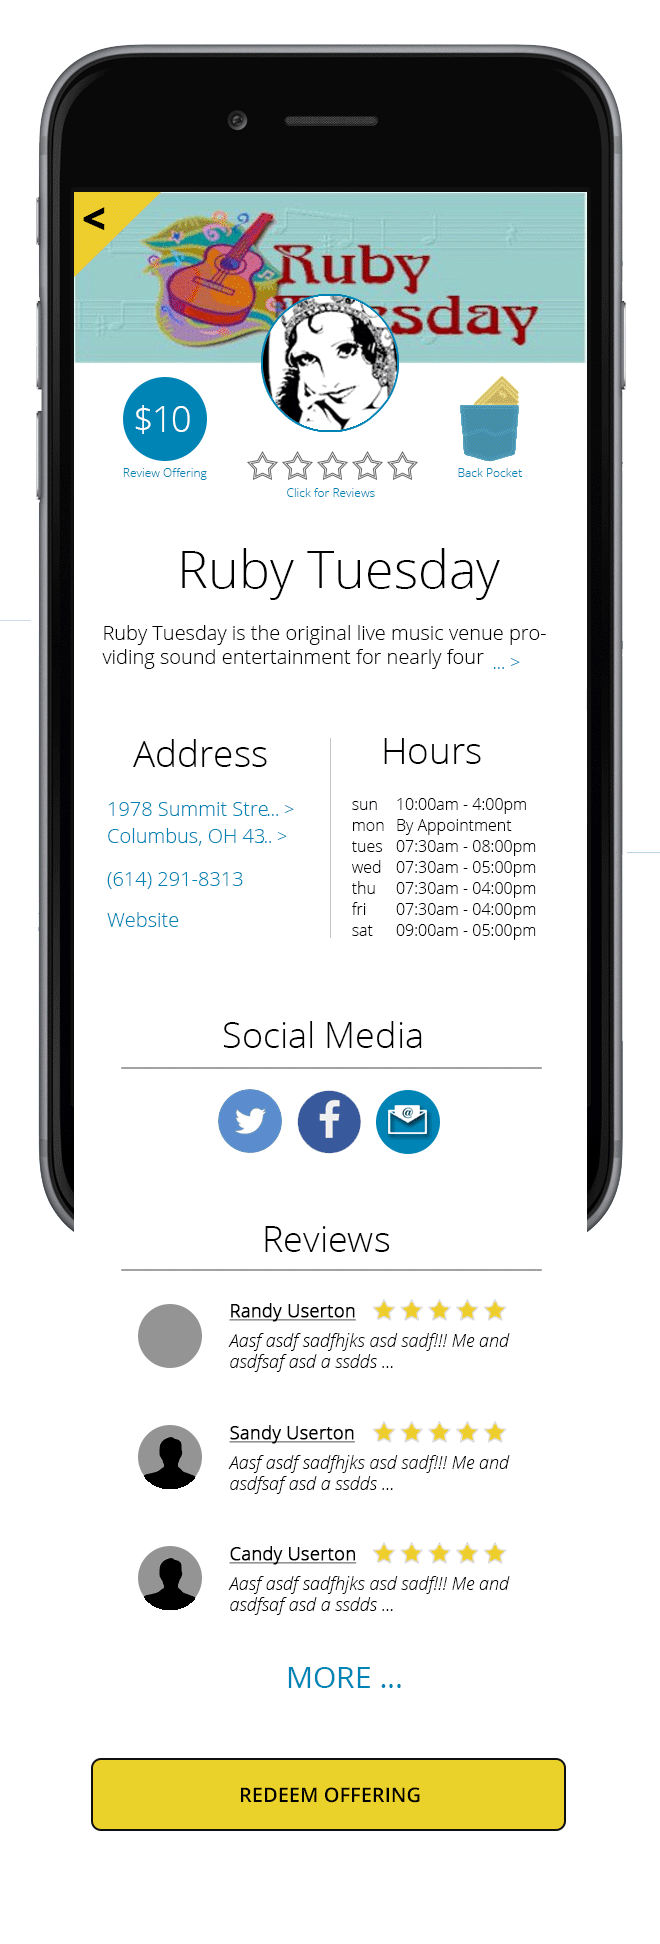 <
Ruby
Tuesday
$10
Review Offering
Click for Reviews
Back Pocket
Ruby Tuesday
Ruby Tuesday is the original live music venue pro-
viding sound entertainment for nearly four ... >
Address
1978 Summit Stre... >
Columbus, OH 43.. >
(614) 291-8313
Website
Hours
sun 10:00am - 4:00pm
mon By Appointment
tues 07:30am - 08:00pm
wed 07:30am - 05:00pm
thu 07:30am - 04:00pm
fri 07:30am - 04:00pm
sat 09:00am - 05:00pm
Social Media
f
@
Reviews
Randy Userton
Aasf asdf sadfhjks asd sadf!!! Me and
asdfsaf asd a ssdds ...
Sandy Userton
Aasf asdf sadfhjks asd sadf!!! Me and
asdfsaf asd a ssdds ...
Candy Userton
Aasf asdf sadfhjks asd sadf!!! Me and
asdfsaf asd a ssdds ...
MORE ...
REDEEM OFFERING